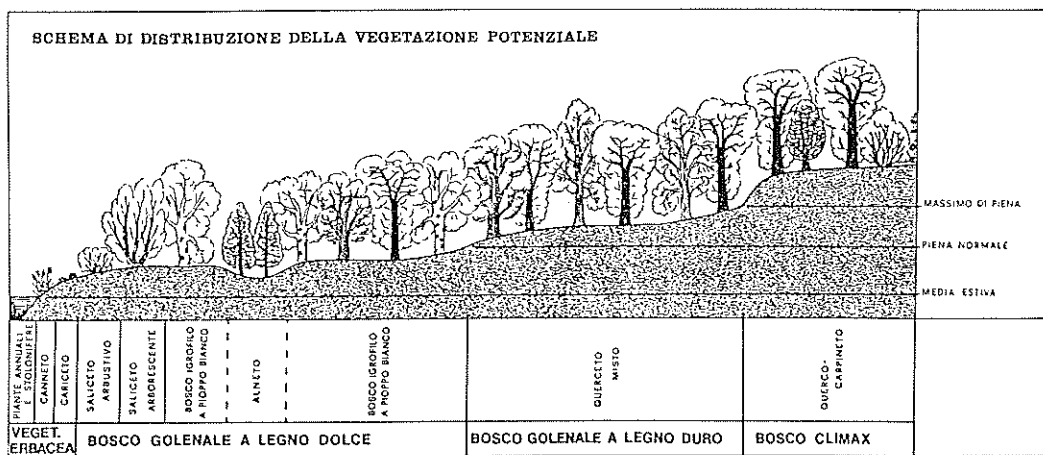 SCHEMA DI DISTRIBUZIONE DELLA VEGETAZIONE POTENZIALE
MASSIMO DI PIENA
PIENA NORMALE
MEDIA ESTIVA
PIANTE ANNUALI
E STOLONIFERE
CANNETO
CARICETO
SALICETO
ARBUSTIVO
SALICETO
ARBORESCENTE
BOSCO IGROFILO
A PIOPPO BIANCO
ALNETO
BOSCO IGROFILO
A PIOPPO BIANCO
QUERCETO
MISTO
QUERCO-
CARPINETO
VEGET.
ERBACEA
BOSCO GOLENALE A LEGNO DOLCE
BOSCO GOLENALE A LEGNO DURO
BOSCO CLIMAX